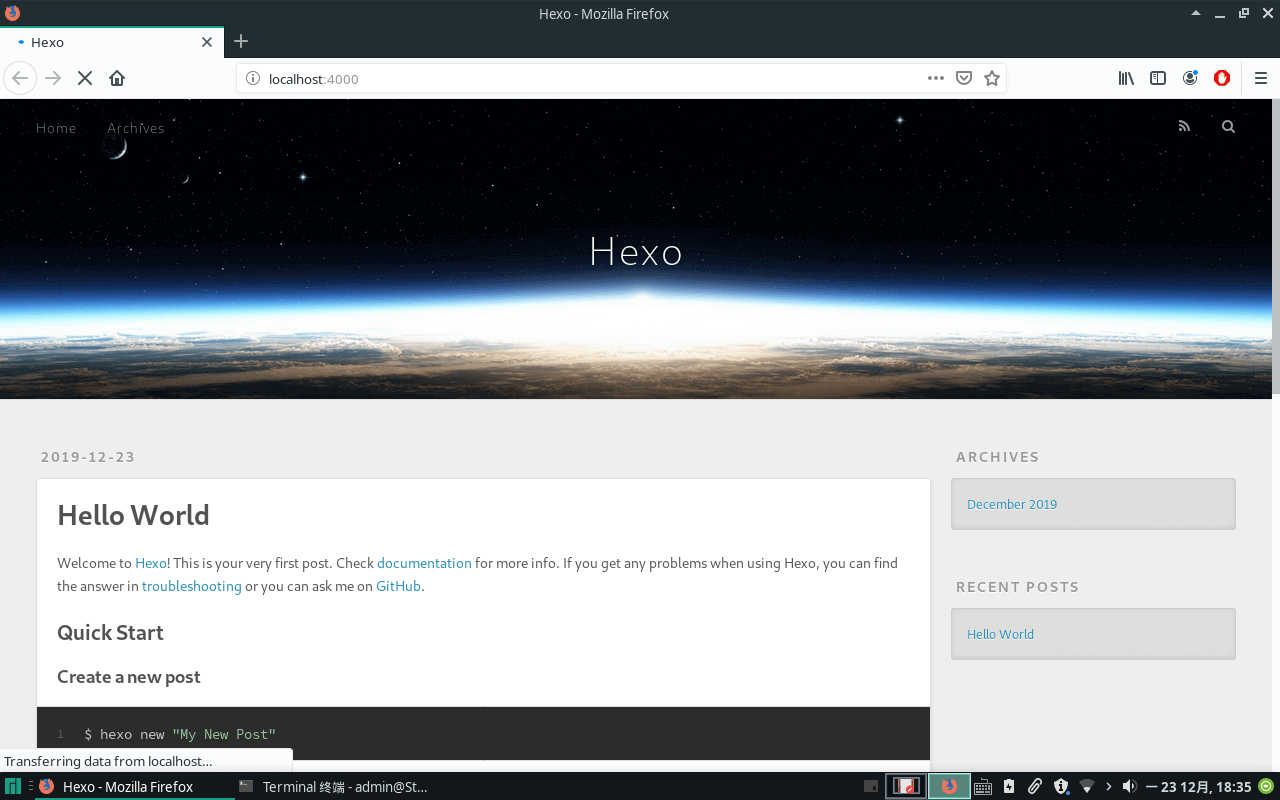 Hexo - Mozilla Firefox
Hexo
localhost:4000
Home Archives
Hexo
2019-12-23
Hello World
Welcome to Hexo! This is your very first post. Check documentation for more info. If you get any problems when using Hexo, you can find
the answer in troubleshooting or you can ask me on GitHub.
Quick Start
Create a new post
1 $ hexo new "My New Post"
ARCHIVES
December 2019
RECENT POSTS
Hello World
Transferring data from localhost...
Hexo - Mozilla Firefox
Terminal 终端 - admin@St...
一 23 12月, 18:35